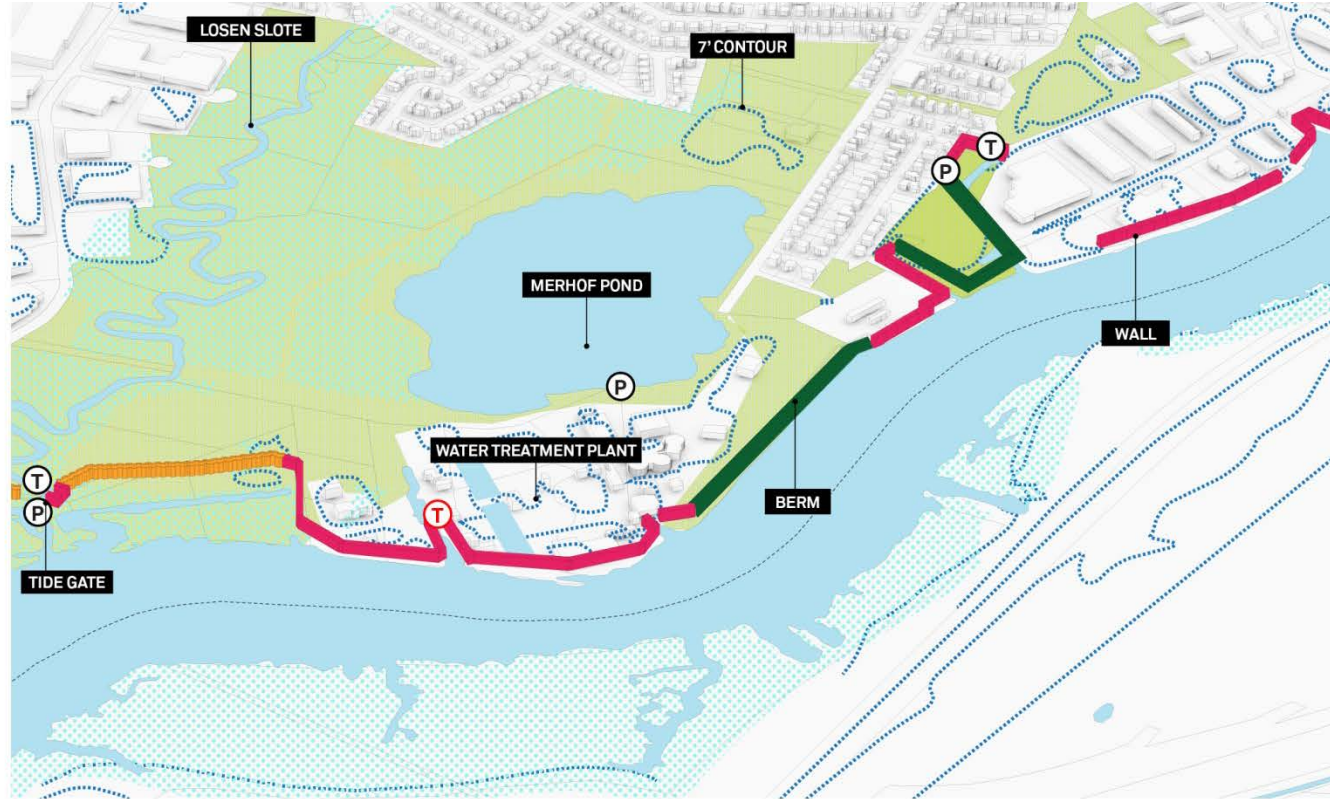 LOSEN SLOTE
7' CONTOUR
T
P
MERHOF POND
WALL
P
WATER TREATMENT PLANT
T
P
T
BERM
TIDE GATE